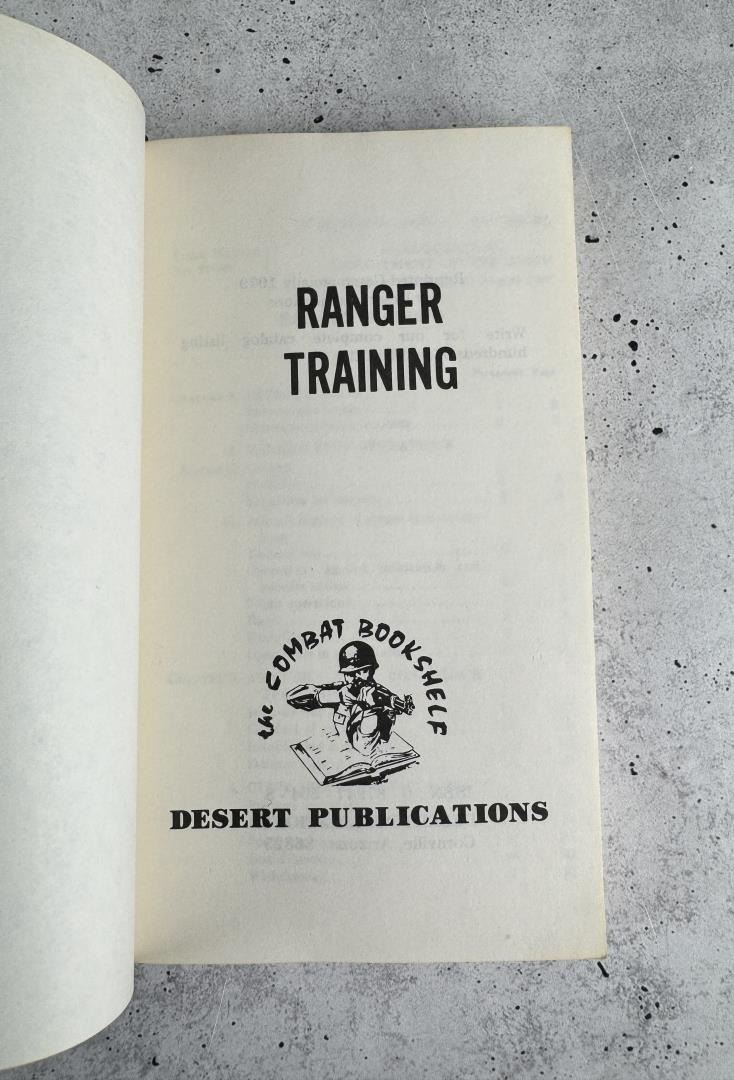 RANGER
TRAINING
the COMBAT BOOKSHELF
DESERT PUBLICATIONS